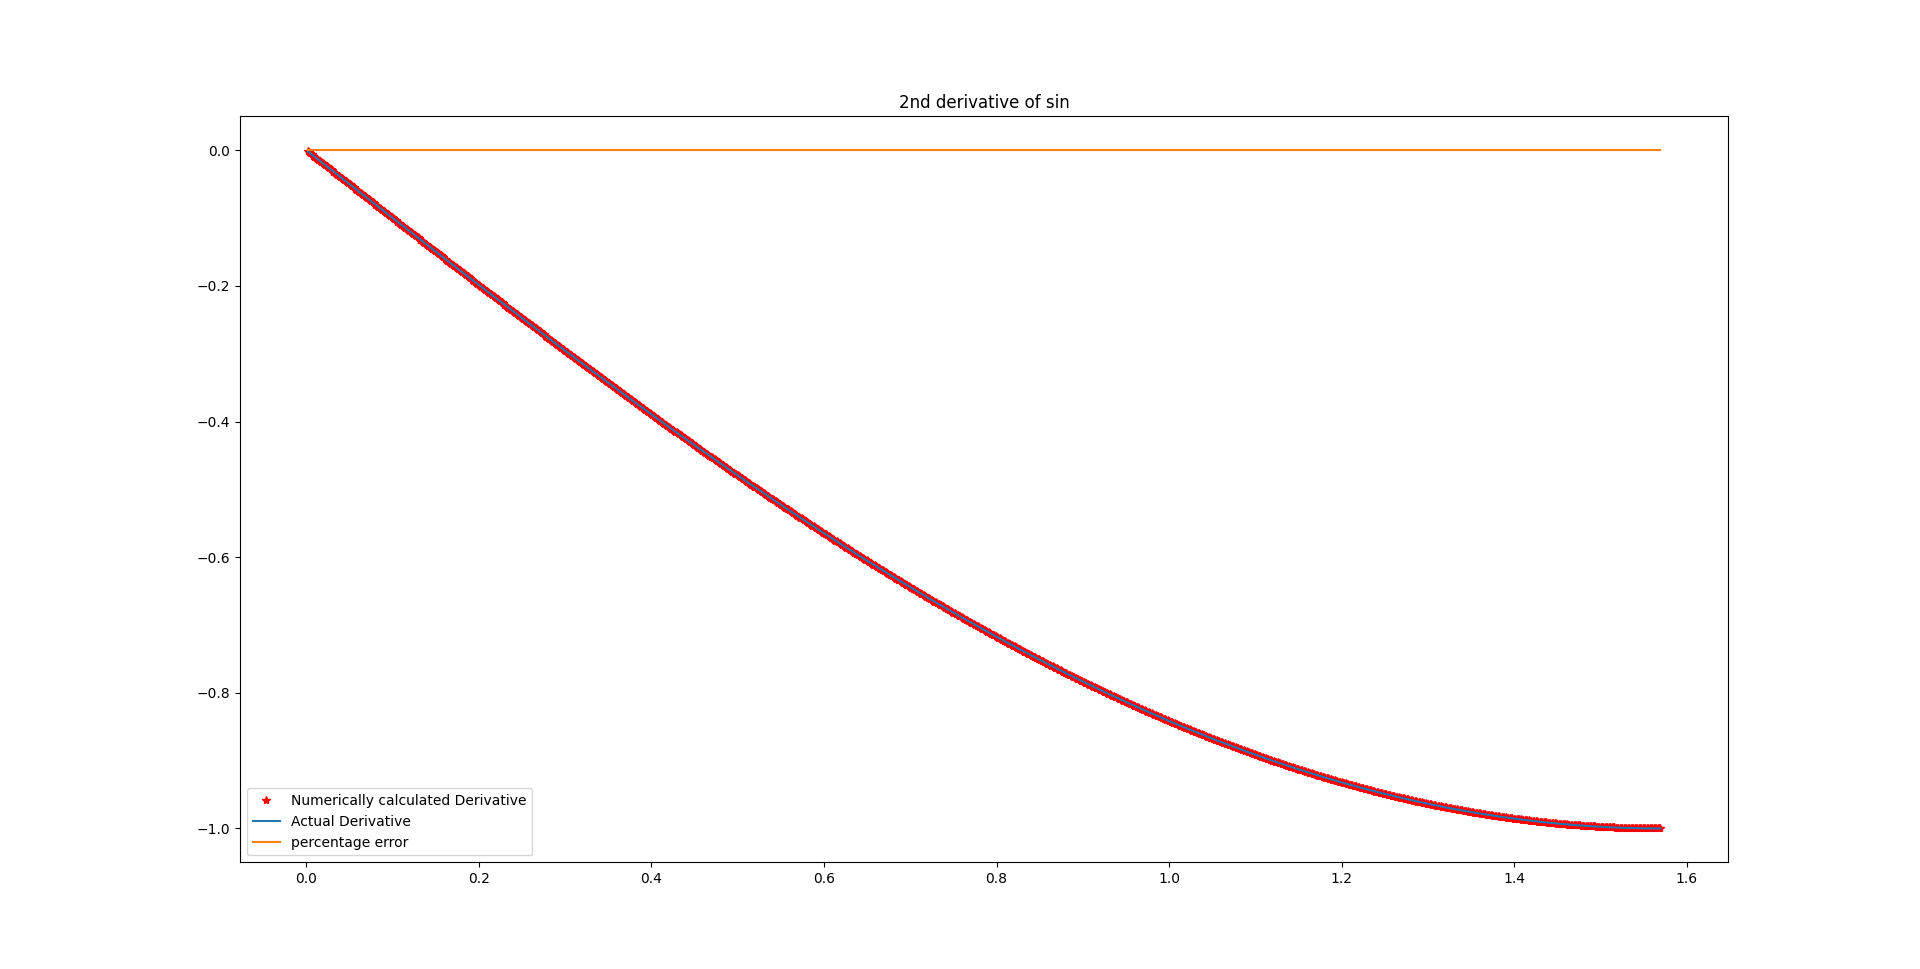 2nd derivative of sin
0.0
−0.2
−0.4
−0.6
−0.8
−1.0
Numerically calculated Derivative
Actual Derivative
percentage error
0.0 0.2 0.4 0.6 0.8 1.0 1.2 1.4 1.6